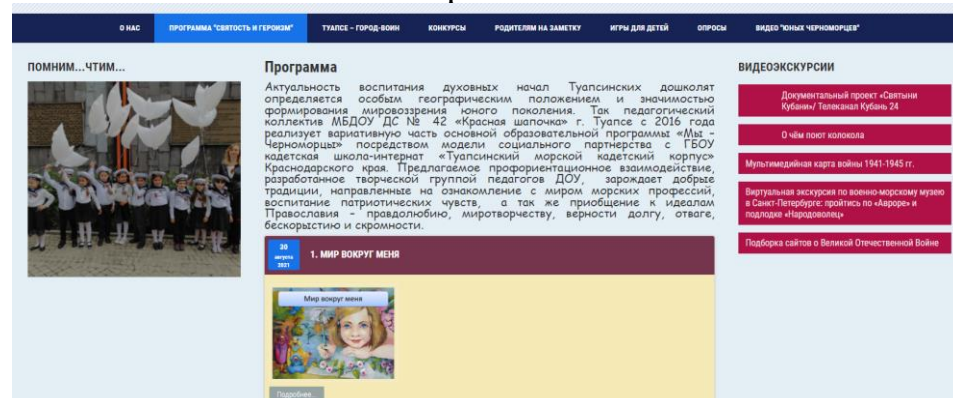 О НАС
ПРОГРАММА "СВЯТОСТЬ И ГЕРОИЗМ"
ТУАПСЕ – ГОРОД-ВОИН
КОНКУРСЫ
РОДИТЕЛЯМ НА ЗАМЕТКУ
ИГРЫ ДЛЯ ДЕТЕЙ
ОПРОСЫ
ВИДЕО "ЮНЫХ ЧЕРНОМОРЦЕВ"
ПОМНИМ...ЧТИМ...
Программа
Актуальность воспитания духовных начал Туапсинских дошколят
определяется особым географическим положением и значимостью
формирования мировоззрения юного поколения. Так педагогический
коллектив МБДОУ ДС № 42 «Красная шапочка» г. Туапсе с 2016 года
реализует вариативную часть основной образовательной программы «Мы –
Черноморцы» посредством модели социального партнерства с ГБОУ
кадетская школа-интернат «Туапсинский морской кадетский корпус»
Краснодарского края. Предлагаемое профориентационное взаимодействие,
разработанное творческой группой педагогов ДОУ, зарождает добрые
традиции, направленные на ознакомление с миром морских профессий,
воспитание патриотических чувств, а так же приобщение к идеалам
Православия – правдолюбию, миротворчеству, верности долгу, отваге,
бескорыстию и скромности.
30
августа
2021
1. МИР ВОКРУГ МЕНЯ
Мир вокруг меня
Подробнее
ВИДЕОЭКСКУРСИИ
Документальный проект «Святыни
Кубани»/ Телеканал Кубань 24
О чём поют колокола
Мультимедийная карта войны 1941-1945 гг.
Виртуальная экскурсия по военно-морскому музею
в Санкт-Петербурге: пройтись по «Авроре» и
подлодке «Народоволец»
Подборка сайтов о Великой Отечественной Войне